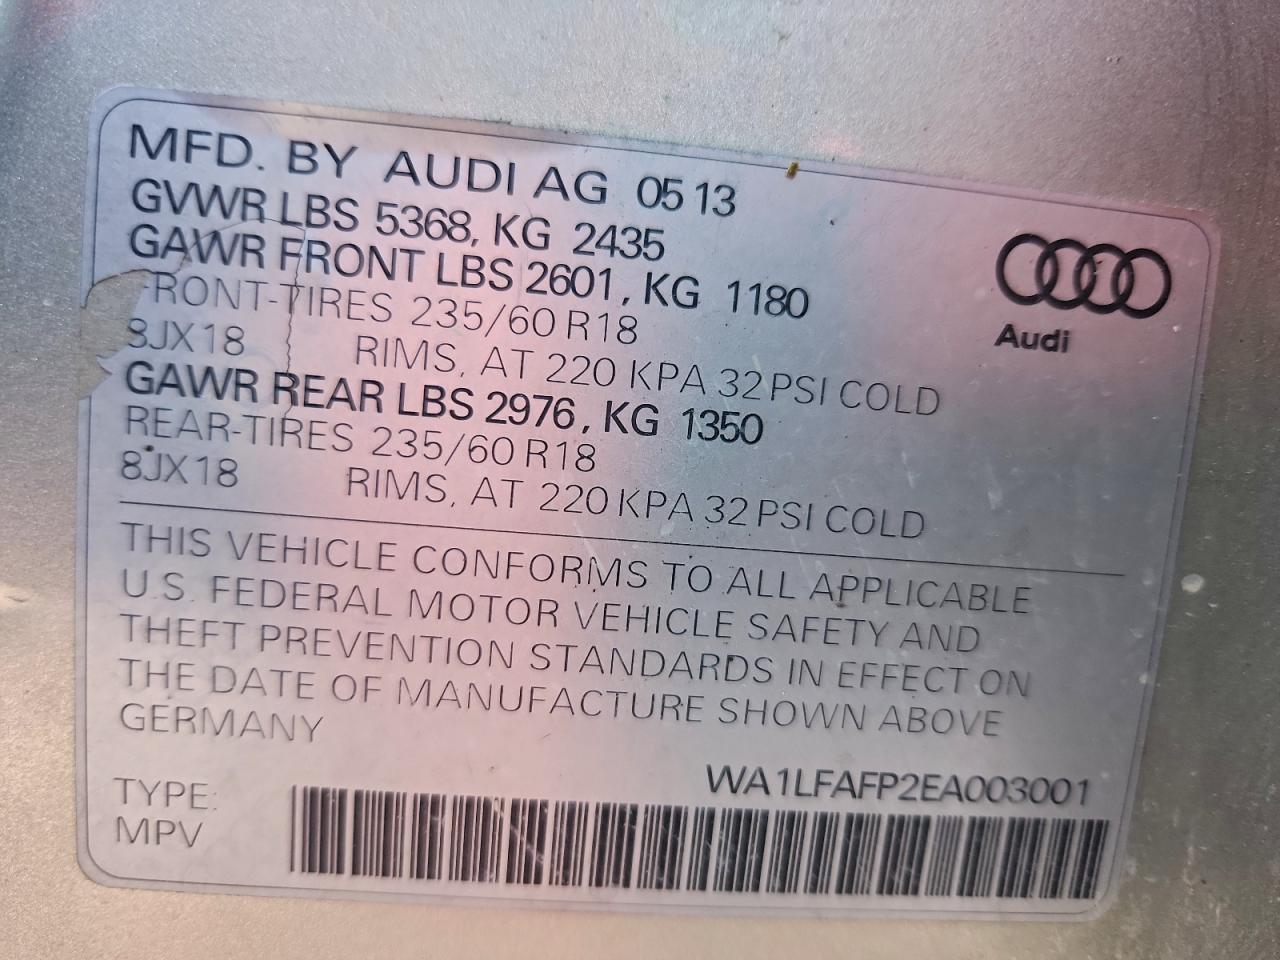 MFD. BY AUDI AG 05 13
GVWR LBS 5368, KG 2435
GAWR FRONT LBS 2601, KG 1180
FRONT-TIRES 235/60 R18
8JX18 RIMS, AT 220 KPA 32 PSI COLD
GAWR REAR LBS 2976, KG 1350
REAR-TIRES 235/60 R18
8JX18 RIMS, AT 220 KPA 32 PSI COLD
Audi
THIS VEHICLE CONFORMS TO ALL APPLICABLE
U.S. FEDERAL MOTOR VEHICLE SAFETY AND
THEFT PREVENTION STANDARDS IN EFFECT ON
THE DATE OF MANUFACTURE SHOWN ABOVE
GERMANY
WA1LFAFP2EA003001
TYPE:
MPV